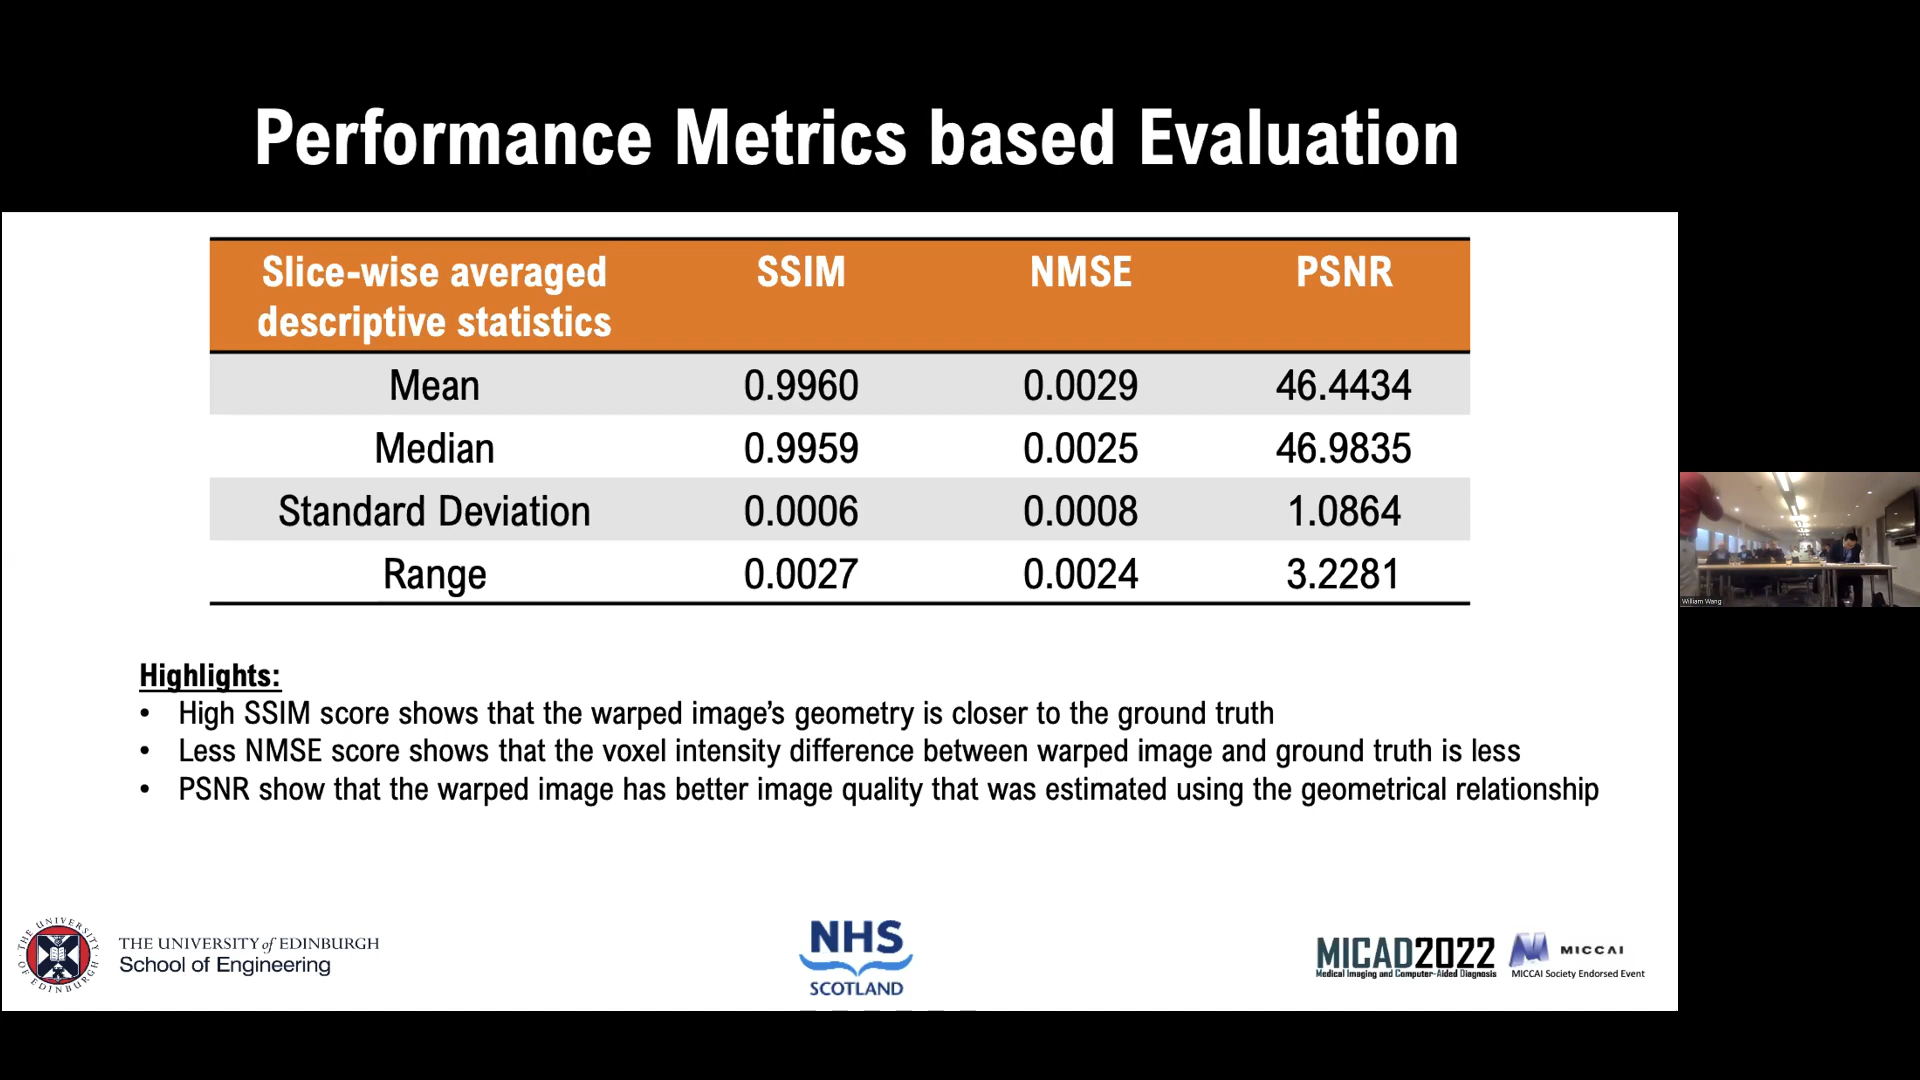 Performance Metrics based Evaluation
Slice-wise averaged descriptive statistics SSIM NMSE PSNR
Mean 0.9960 0.0029 46.4434
Median 0.9959 0.0025 46.9835
Standard Deviation 0.0006 0.0008 1.0864
Range 0.0027 0.0024 3.2281
Highlights:
• High SSIM score shows that the warped image's geometry is closer to the ground truth
• Less NMSE score shows that the voxel intensity difference between warped image and ground truth is less
• PSNR show that the warped image has better image quality that was estimated using the geometrical relationship
THE UNIVERSITY OF EDINBURGH
THE UNIVERSITY of EDINBURGH
School of Engineering
NHS
SCOTLAND
MICAD2022
Medical Imaging and Computer-Aided Diagnosis
MICCAI
MICCAI Society Endorsed Event
William Wang